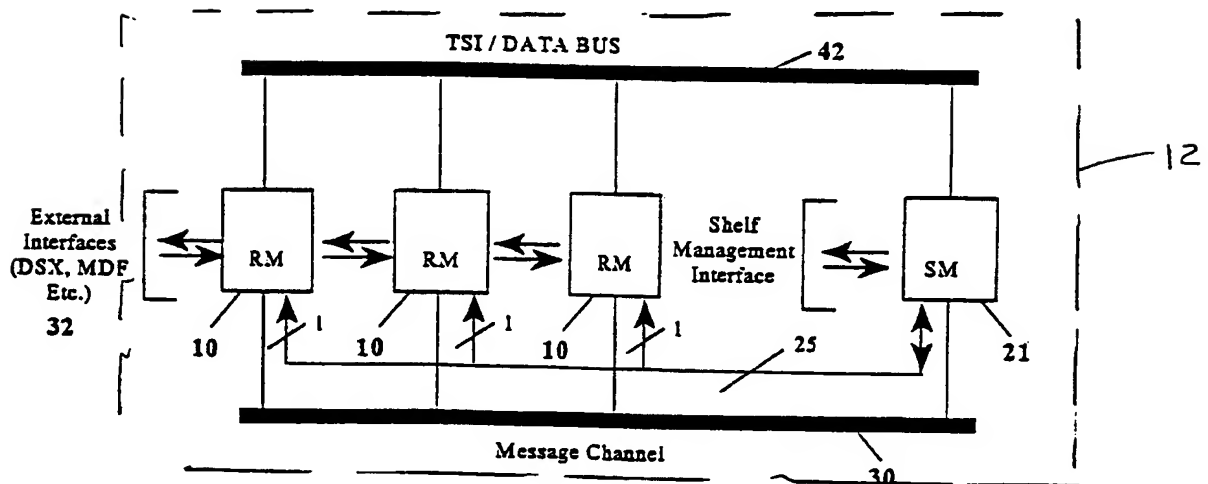 TSI / DATA BUS
42
12
External
Interfaces
(DSX, MDF
Etc.)
32
RM
RM
RM
Shelf
Management
Interface
SM
10
1
10
1
10
1
25
21
Message Channel
30